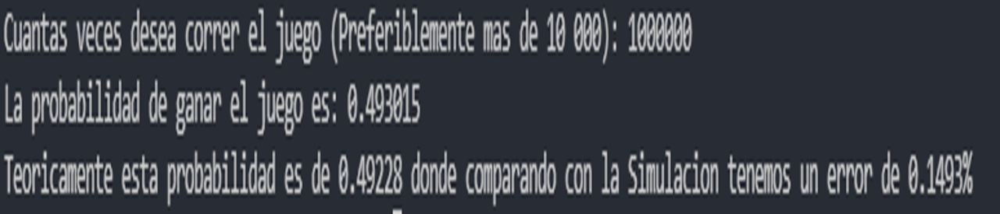 Cuantas veces desea correr el juego (Preferiblemente mas de 10 000): 1000000
La probabilidad de ganar el juego es: 0.493015
Teoricamente esta probabilidad es de 0.49228 donde comparando con la Simulacion tenemos un error de 0.1493%